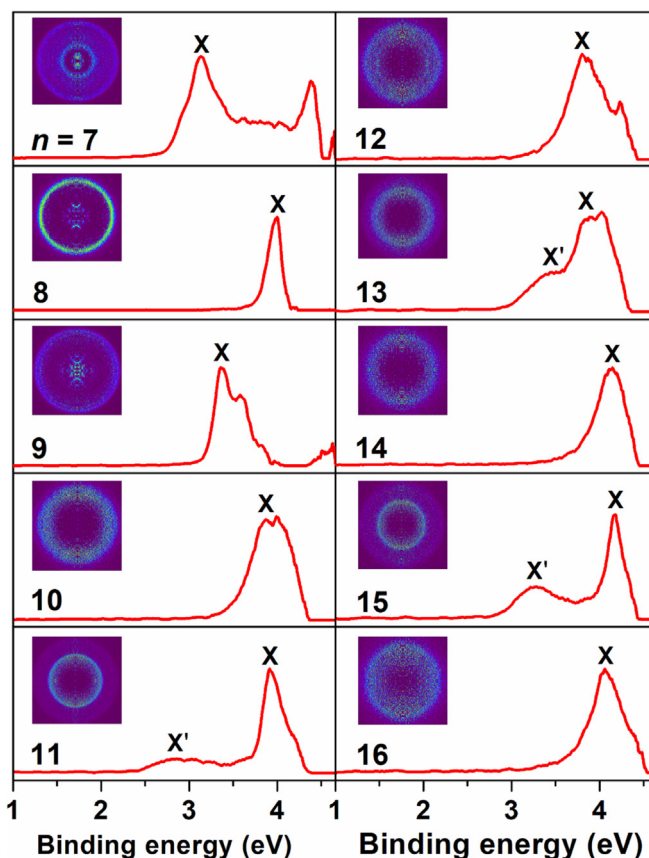 X
n = 7
X
8
X
9
X
10
X
X'
11
1 2 3 4
Binding energy (eV)
X
12
X
X'
13
X
14
X
X'
15
X
16
1 2 3 4
Binding energy (eV)